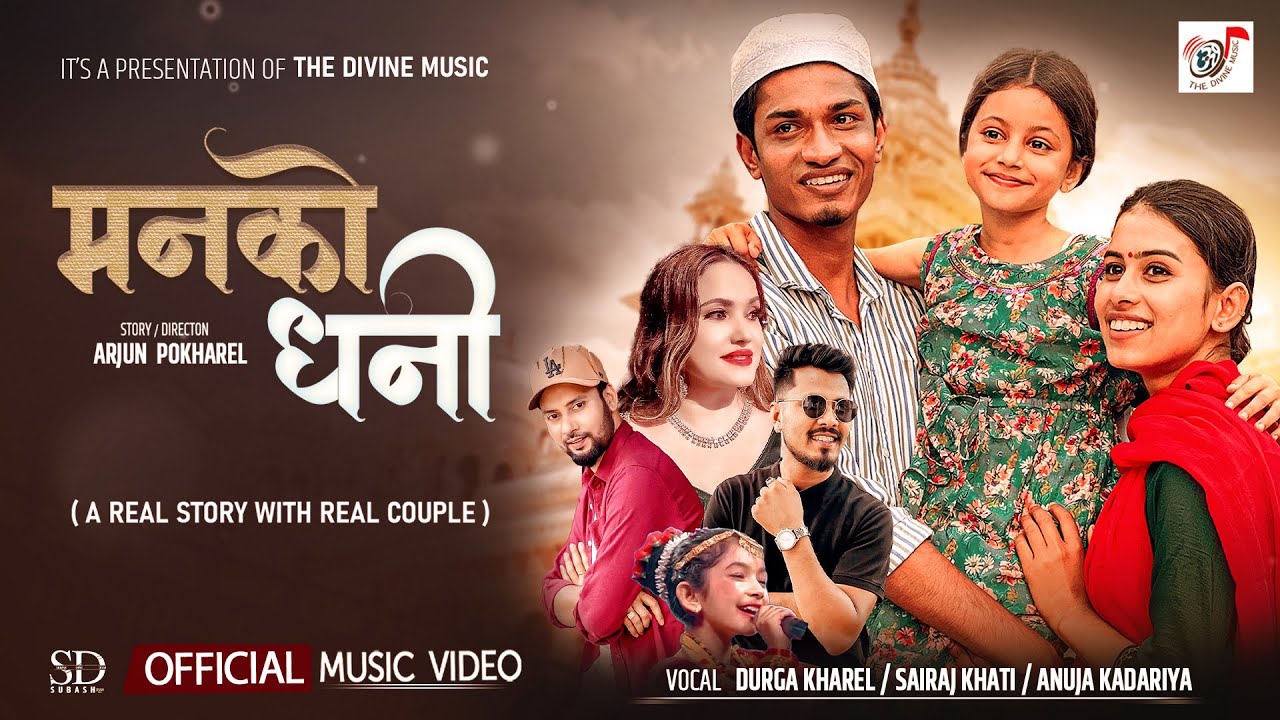 IT'S A PRESENTATION OF THE DIVINE MUSIC
THE DIVINE MUSIC
मनको
धनी
STORY / DIRECTON
ARJUN POKHAREL
LA
( A REAL STORY WITH REAL COUPLE )
SD
SUBASH
OFFICIAL MUSIC VIDEO
VOCAL DURGA KHAREL / SAIRAJ KHATI / ANUJA KADARIYA